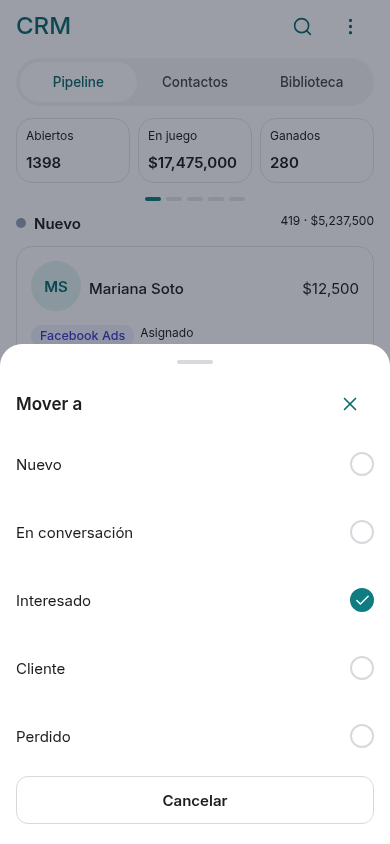 CRM
Pipeline
Contactos
Biblioteca
Abiertos
1398
En juego
$17,475,000
Ganados
280
Nuevo
419 · $5,237,500
MS
Mariana Soto
$12,500
Facebook Ads
Asignado
Mover a
Nuevo
En conversación
Interesado
Cliente
Perdido
Cancelar